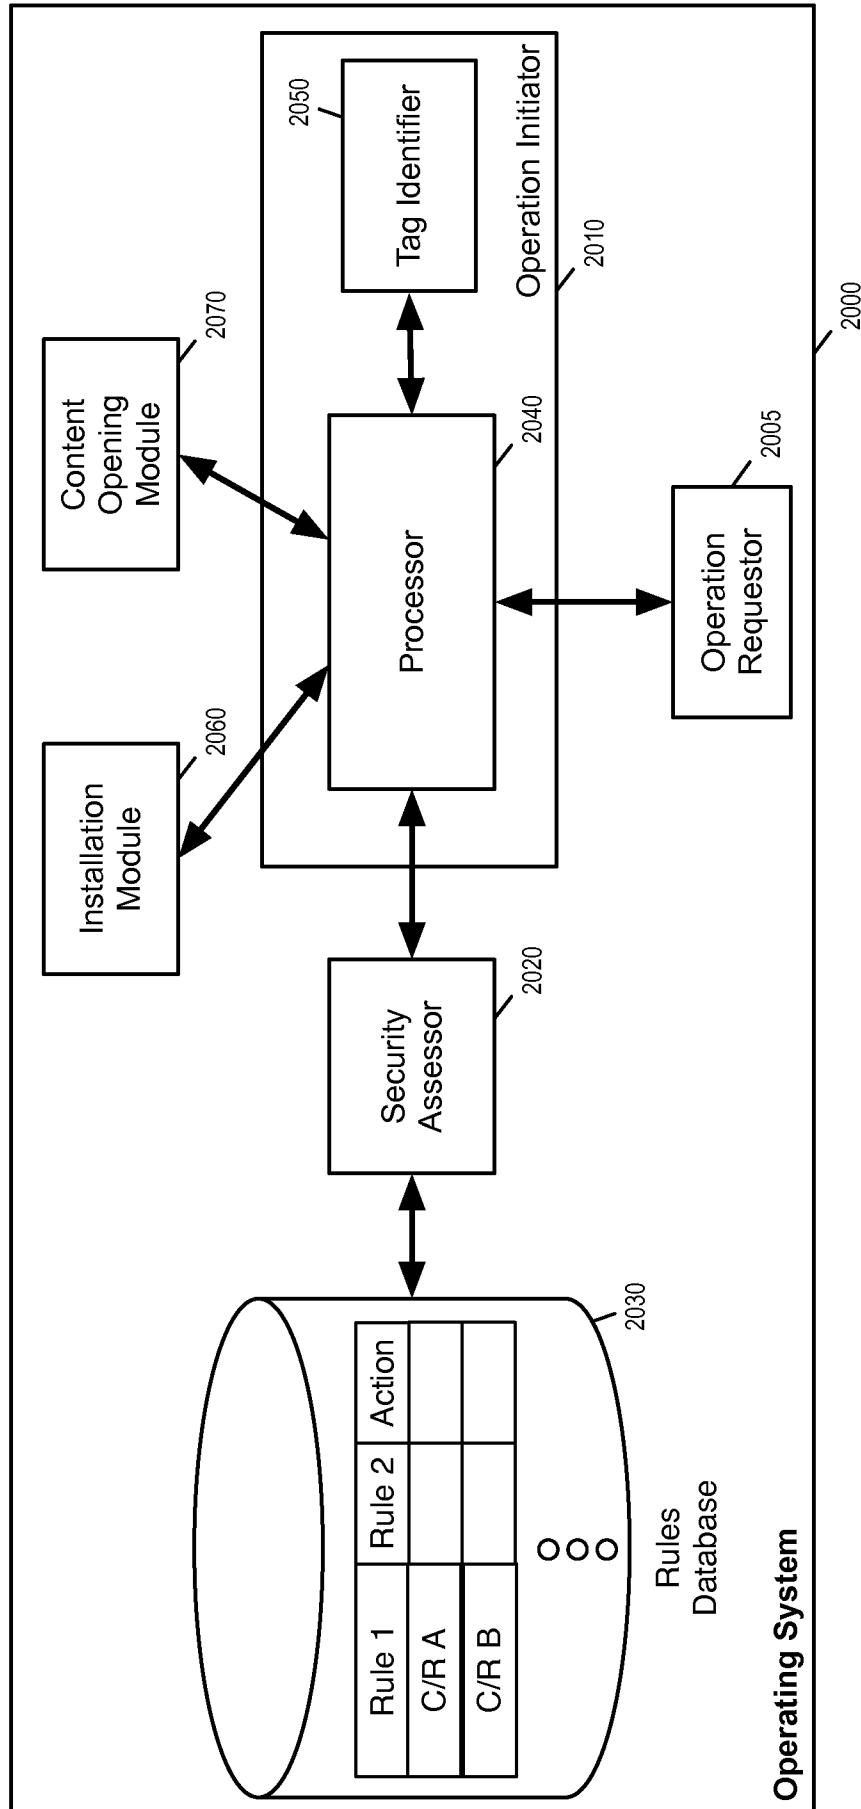 Installation
Module
2060
Content
Opening
Module
2070
Rule 1
Rule 2
Action
C/R A
C/R B
Rules
Database
2030
Security
Assessor
2020
Processor
2040
Tag Identifier
2050
Operation Initiator
2010
Operation
Requestor
2005
Operating System
2000